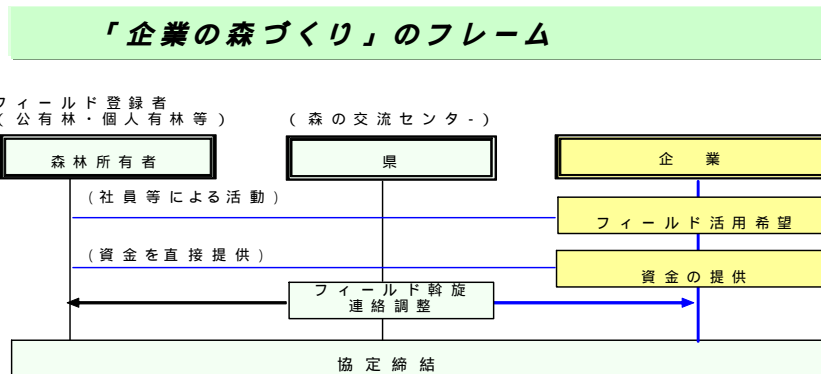 「企業の森づくり」のフレーム
フィールド登録者
(公有林・個人有林等)
(森の交流センタ-)
森林所有者
県
企 業
(社員等による活動)
フィールド活用希望
(資金を直接提供)
資金の提供
フィールド斡旋
連絡調整
協定締結